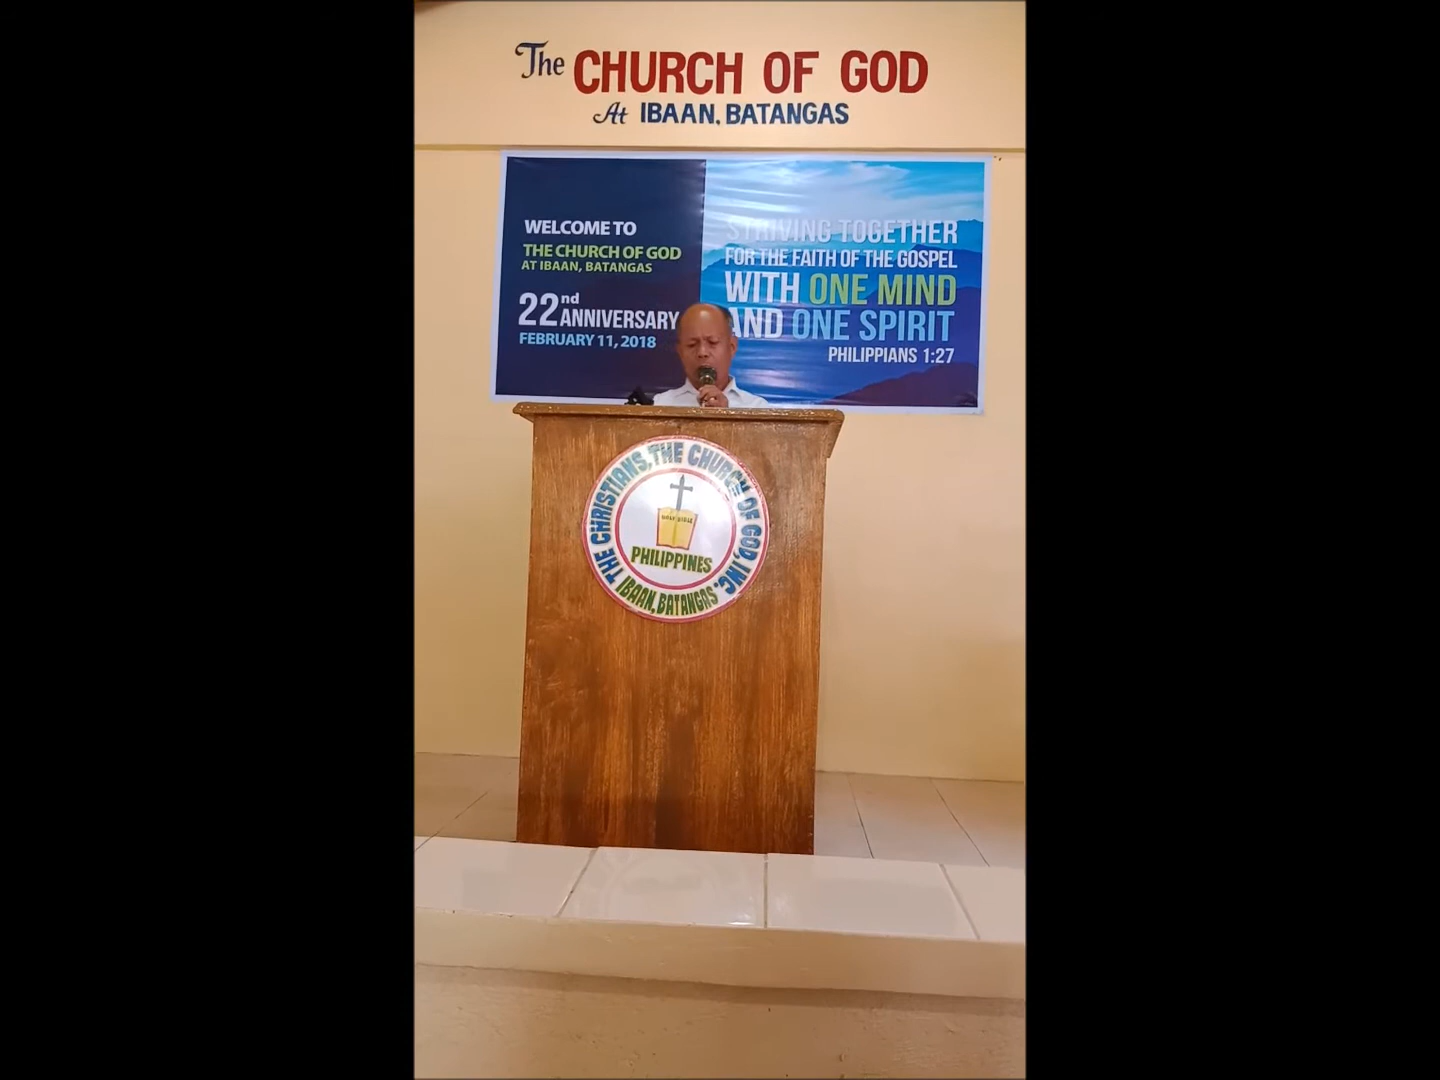 The CHURCH OF GOD
At IBAAN, BATANGAS
WELCOME TO
THE CHURCH OF GOD
AT IBAAN, BATANGAS
22nd ANNIVERSARY
FEBRUARY 11, 2018
STRIVING TOGETHER
FOR THE FAITH OF THE GOSPEL
WITH ONE MIND
AND ONE SPIRIT
PHILIPPIANS 1:27
THE CHRISTIANS, THE CHURCH OF GOD, INC.
HOLY BIBLE
PHILIPPINES
IBAAN, BATANGAS